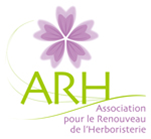 ARH
Association
pour le Renouveau
de l'Herboristerie